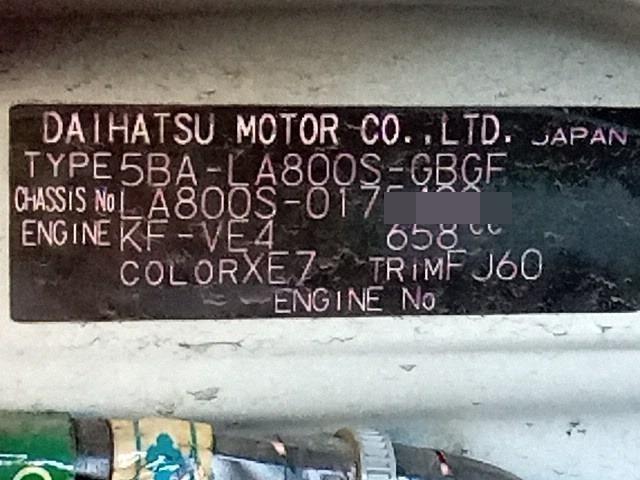 DAIHATSU MOTOR CO.,LTD. JAPAN
TYPE 5BA-LA800S-GBGF
CHASSIS No LA800S-017
ENGINE KF-VE4 658cc
COLOR XE7 TRIM FJ60
ENGINE No